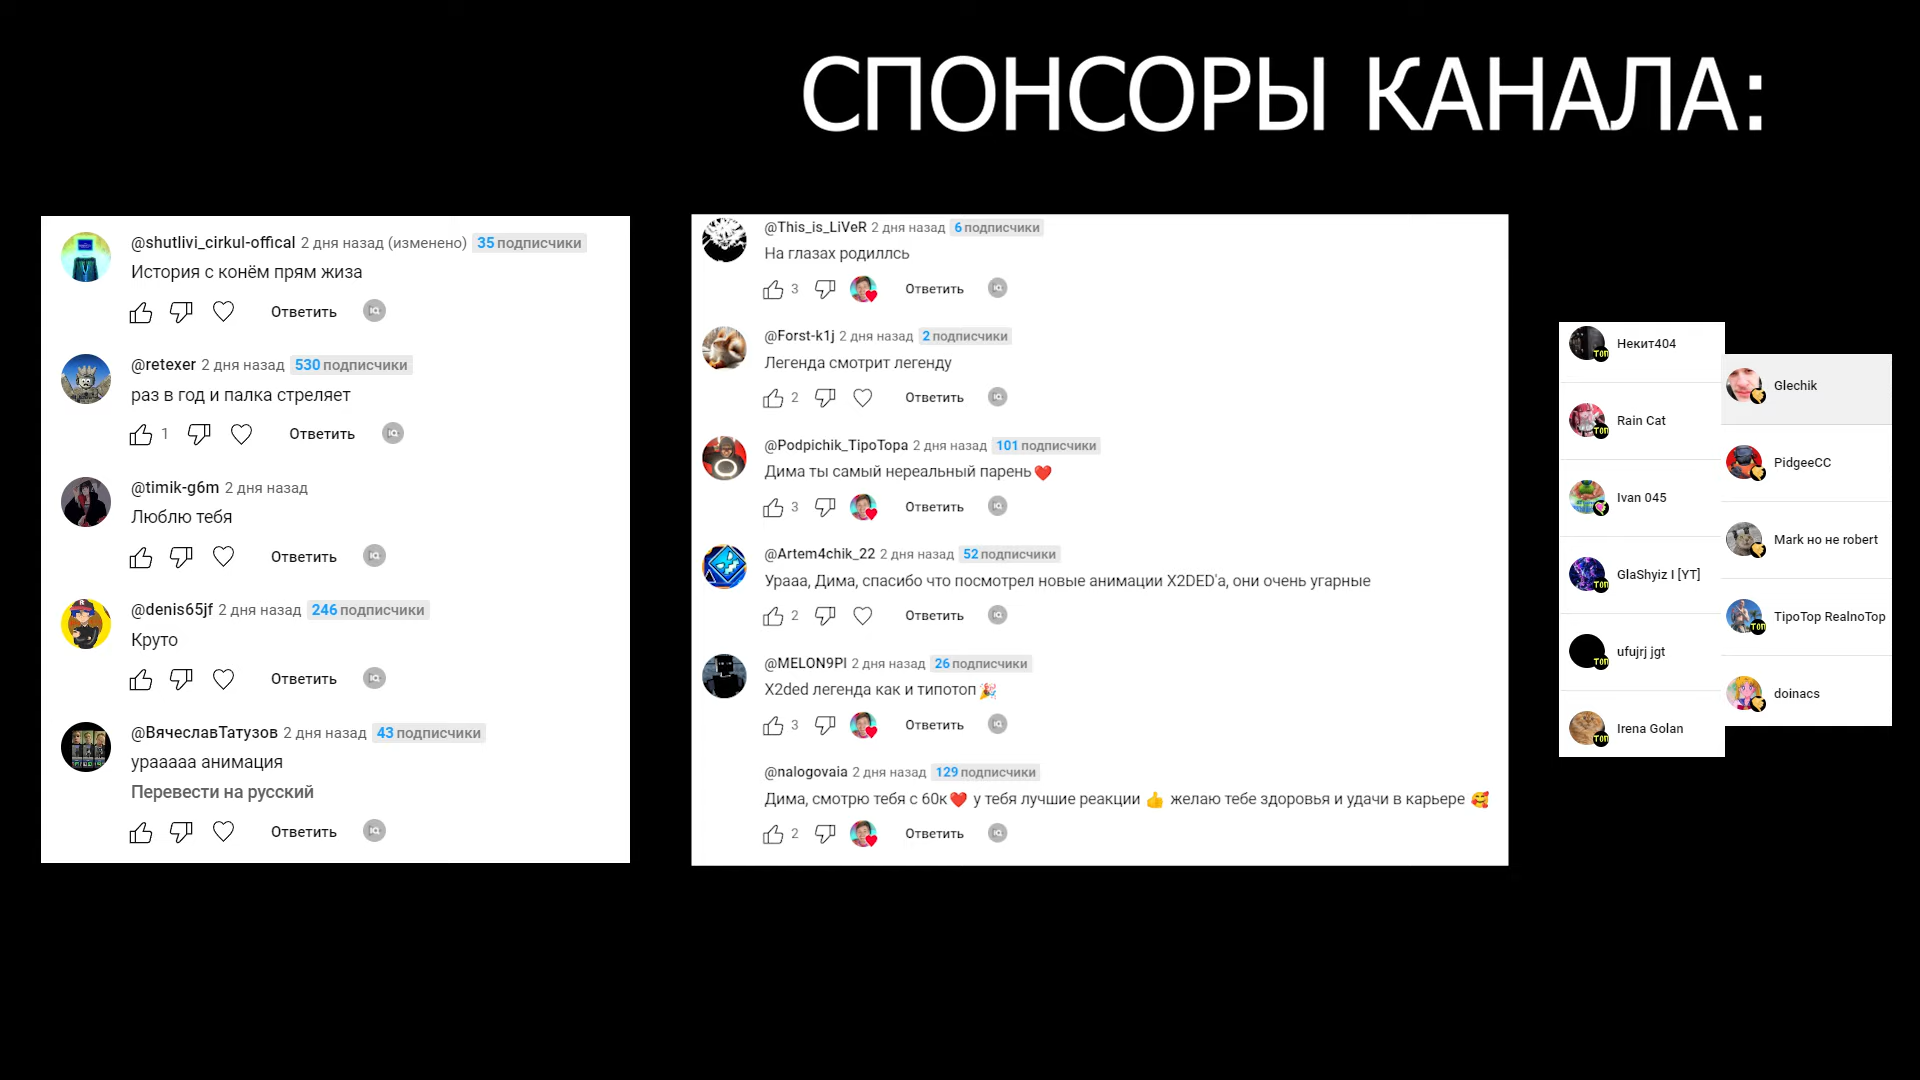 СПОНСОРЫ КАНАЛА:
@shutlivi_cirkul-offical 2 дня назад (изменено) 35 подписчики
История с конём прям жиза
Ответить
@retexer 2 дня назад 530 подписчики
раз в год и палка стреляет
1 Ответить
@timik-g6m 2 дня назад
Люблю тебя
Ответить
@denis65jf 2 дня назад 246 подписчики
Круто
Ответить
@ВячеславТатузов 2 дня назад 43 подписчики
урааааа анимация
Перевести на русский
Ответить
@This_is_LiVeR 2 дня назад 6 подписчики
На глазах родиллсь
3 Ответить
@Forst-k1j 2 дня назад 2 подписчики
Легенда смотрит легенду
2 Ответить
@Podpichik_TipoTopa 2 дня назад 101 подписчики
Дима ты самый нереальный парень❤️
3 Ответить
@Artem4chik_22 2 дня назад 52 подписчики
Урааа, Дима, спасибо что посмотрел новые анимации X2DED'a, они очень угарные
2 Ответить
@MELON9PI 2 дня назад 26 подписчики
X2ded легенда как и типотоп🎉
3 Ответить
@nalogovaia 2 дня назад 129 подписчики
Дима, смотрю тебя с 60к❤️ у тебя лучшие реакции 👍 желаю тебе здоровья и удачи в карьере 🥰
2 Ответить
Некит404
Rain Cat
Ivan 045
GlaShyiz I [YT]
ufujrj jgt
Irena Golan
Glechik
PidgeeCC
Mark но не robert
TipoTop RealnoTop
doinacs